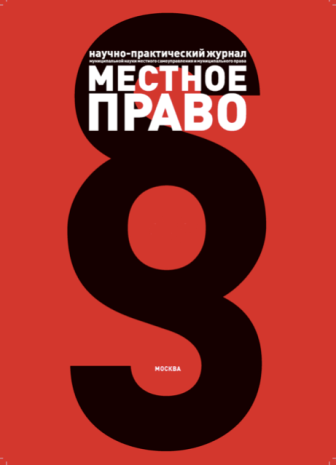 научно-практический журнал
муниципальной науки местного самоуправления и муниципального права
МЕСТНОЕ
ПРАВО
§
МОСКВА